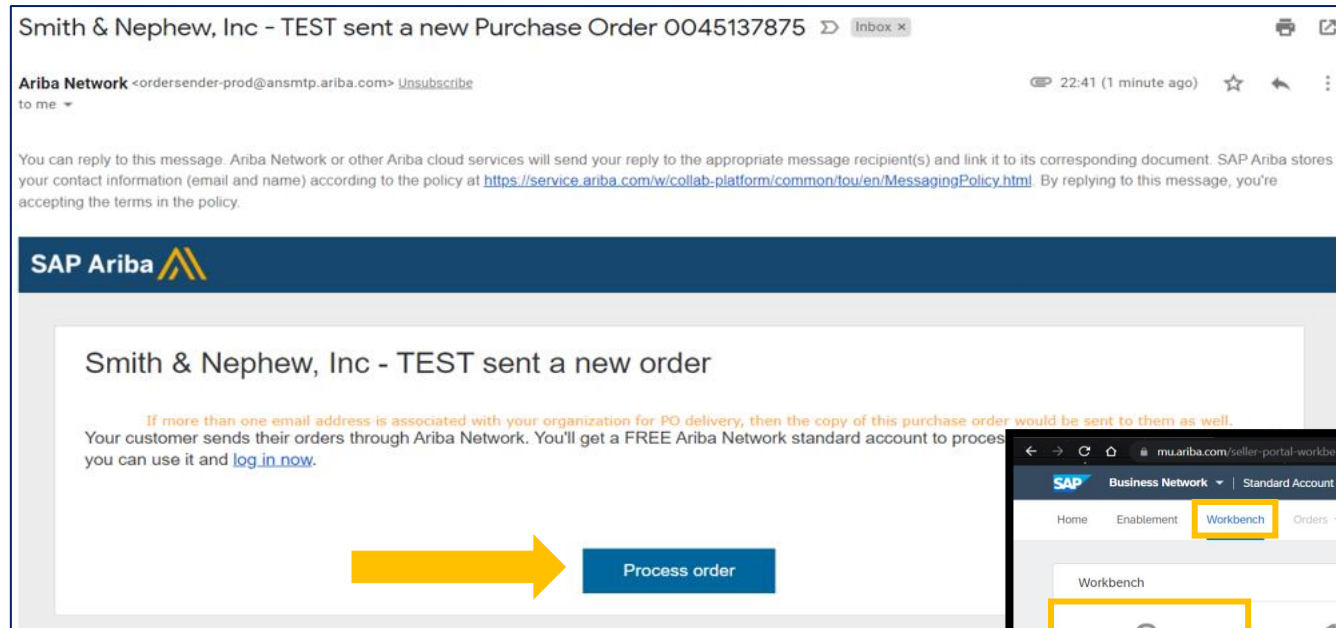 Smith & Nephew, Inc - TEST sent a new Purchase Order 0045137875 Inbox ×
Ariba Network <ordersender-prod@ansmtp.ariba.com> Unsubscribe
22:41 (1 minute ago)
to me
You can reply to this message. Ariba Network or other Ariba cloud services will send your reply to the appropriate message recipient(s) and link it to its corresponding document. SAP Ariba stores
your contact information (email and name) according to the policy at https://service.ariba.com/w/collab-platform/common/tou/en/MessagingPolicy.html. By replying to this message, you're
accepting the terms in the policy.
SAP Ariba
Smith & Nephew, Inc - TEST sent a new order
If more than one email address is associated with your organization for PO delivery, then the copy of this purchase order would be sent to them as well.
Your customer sends their orders through Ariba Network. You'll get a FREE Ariba Network standard account to proces
you can use it and log in now.
Process order
mu.ariba.com/seller-portal-workbe
SAP Business Network | Standard Account
Home Enablement Workbench Orders
Workbench